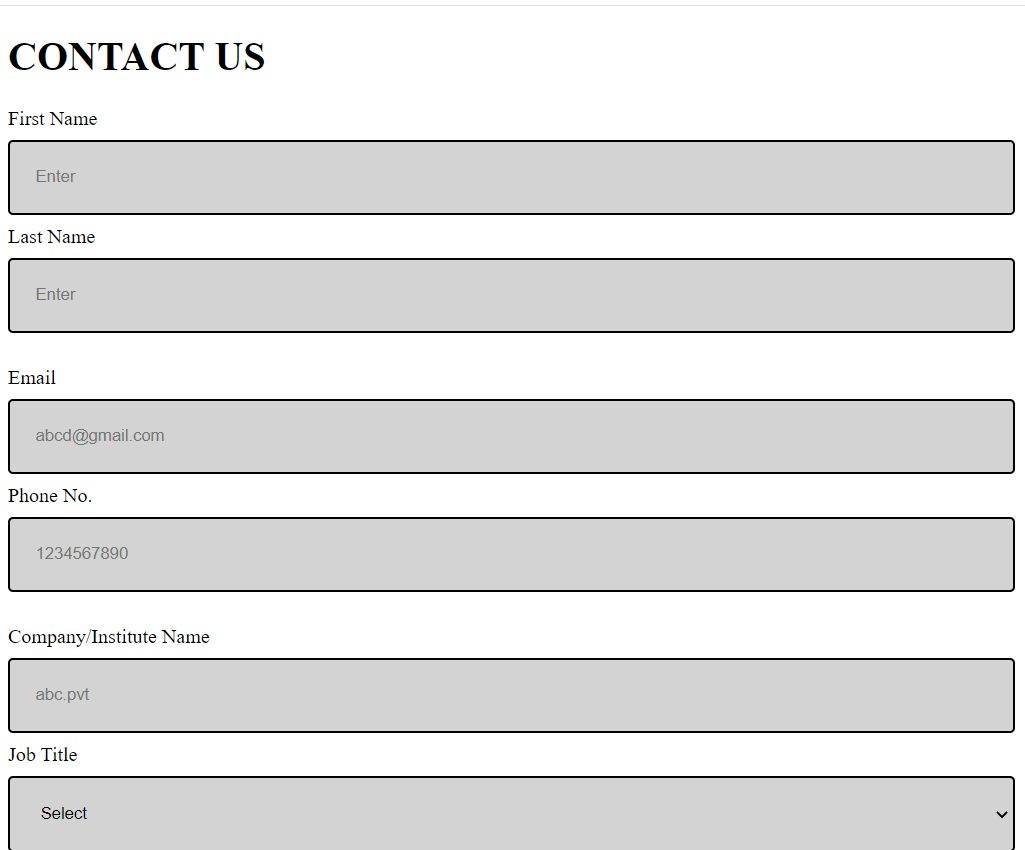 CONTACT US
First Name
Enter
Last Name
Enter
Email
abcd@gmail.com
Phone No.
1234567890
Company/Institute Name
abc.pvt
Job Title
Select